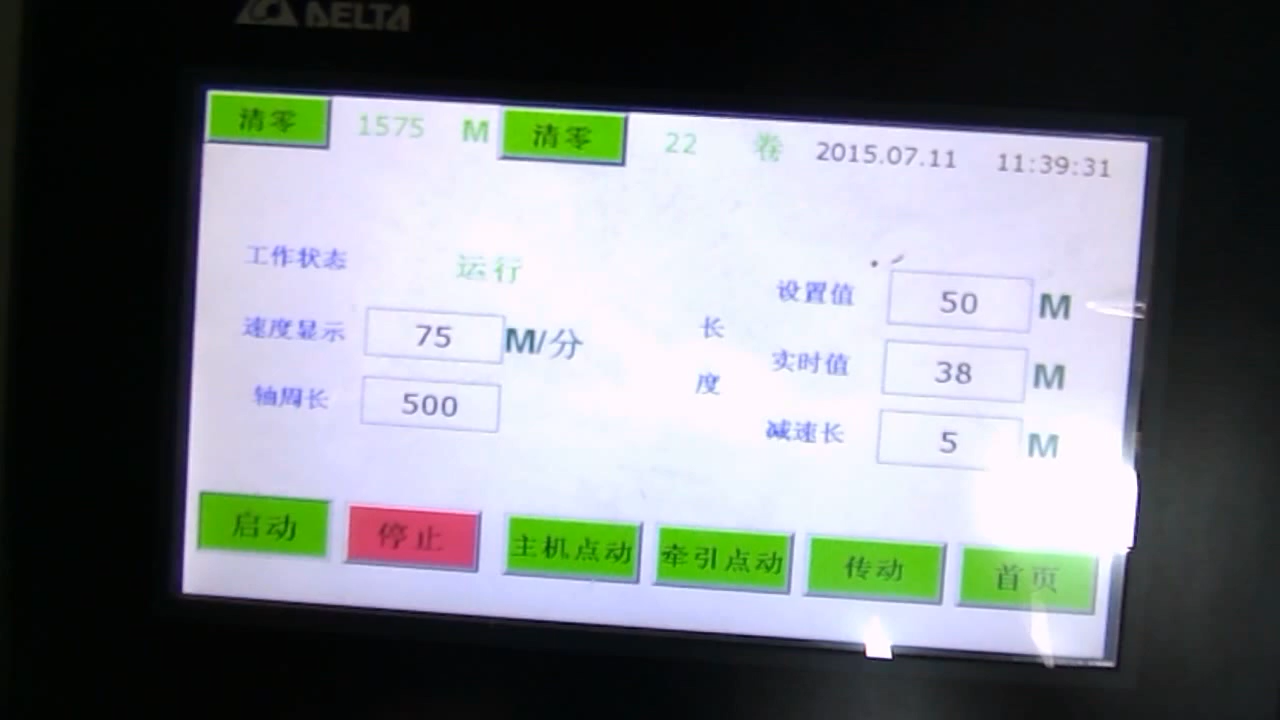 DELTA
清零 1575 M 清零 22 卷 2015.07.11 11:39:31
工作状态 运行
设置值 50 M
速度显示 75 M/分
长度
实时值 38 M
轴周长 500
减速长 5 M
启动 停止 主机点动 牵引点动 传动 首页